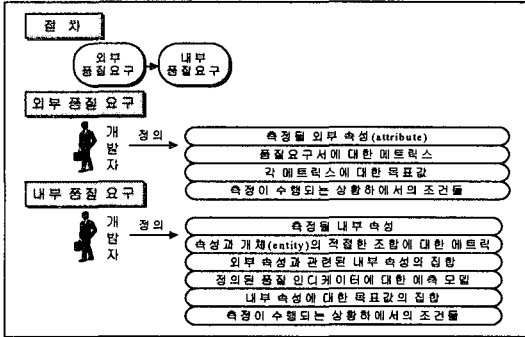 절 차
외부
품질요구
내부
품질요구
외부 품질 요구
개
발
자
정의
측정될 외부 속성(attribute)
품질요구서에 대한 메트릭스
각 메트릭스에 대한 목표값
측정이 수행되는 상황하에서의 조건들
내부 품질 요구
개
발
자
정의
측정될 내부 속성
속성과 개체(entity)의 적절한 조합에 대한 메트릭
외부 속성과 관련된 내부 속성의 집합
정의된 품질 인디케이터에 대한 예측 모델
내부 속성에 대한 목표값의 집합
측정이 수행되는 상황하에서의 조건들